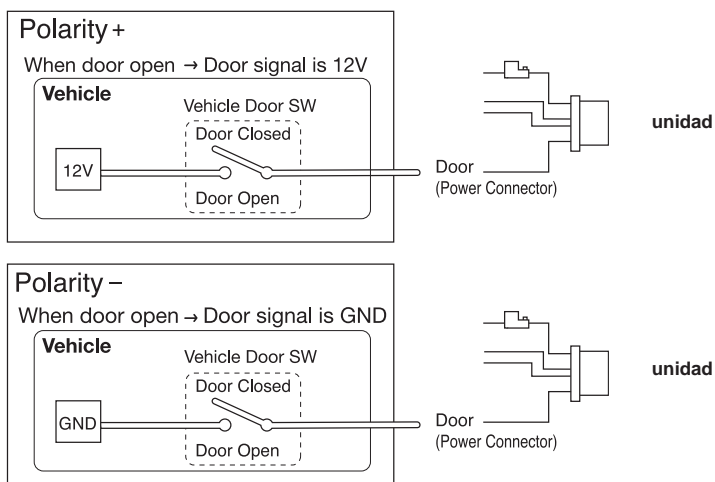 Polarity +
When door open → Door signal is 12V
Vehicle
Vehicle Door SW
Door Closed
12V
Door Open
Door
(Power Connector)
unidad
Polarity –
When door open → Door signal is GND
Vehicle
Vehicle Door SW
Door Closed
GND
Door Open
Door
(Power Connector)
unidad